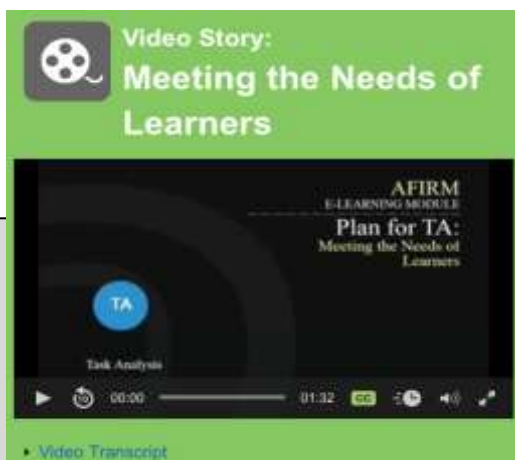 Video Story:
Meeting the Needs of
Learners
AFIRM
E-LEARNING MODULE
Plan for TA:
Meeting the Needs of
Learners
TA
Task Analysis
10
00:00
01:32
CC
Video Transcript